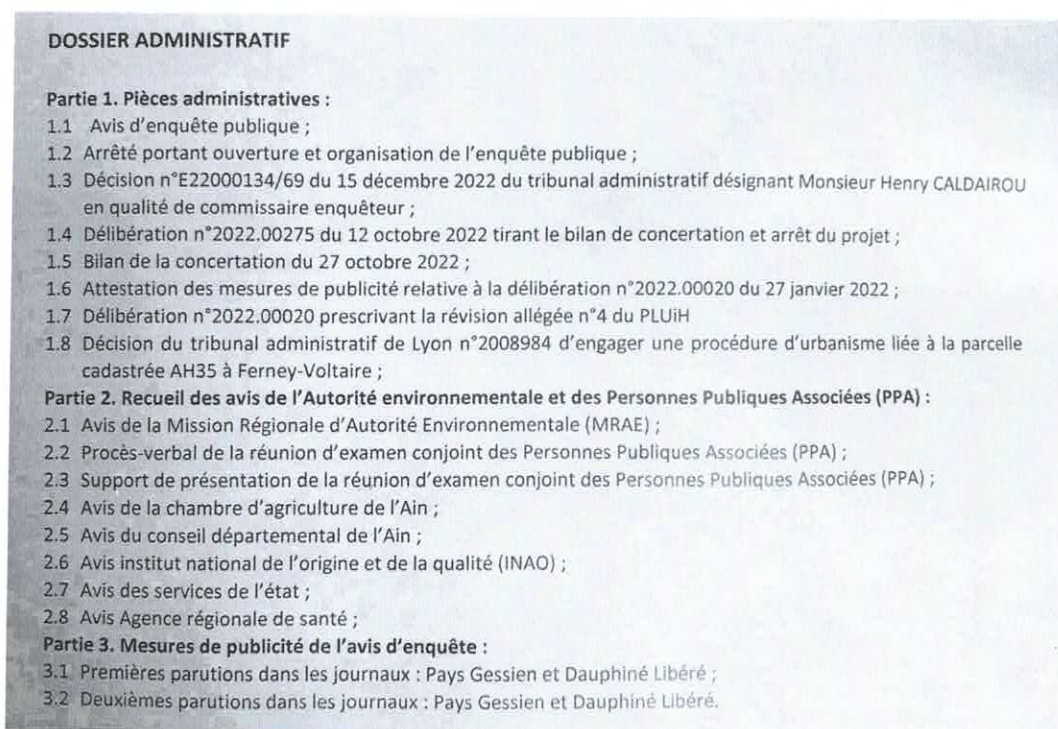 DOSSIER ADMINISTRATIF
Partie 1. Pièces administratives :
1.1 Avis d'enquête publique ;
1.2 Arrêté portant ouverture et organisation de l'enquête publique ;
1.3 Décision n°E22000134/69 du 15 décembre 2022 du tribunal administratif désignant Monsieur Henry CALDAIROU
en qualité de commissaire enquêteur ;
1.4 Délibération n°2022.00275 du 12 octobre 2022 tirant le bilan de concertation et arrêt du projet ;
1.5 Bilan de la concertation du 27 octobre 2022 ;
1.6 Attestation des mesures de publicité relative à la délibération n°2022.00020 du 27 janvier 2022 ;
1.7 Délibération n°2022.00020 prescrivant la révision allégée n°4 du PLUiH
1.8 Décision du tribunal administratif de Lyon n°2008984 d'engager une procédure d'urbanisme liée à la parcelle
cadastrée AH35 à Ferney-Voltaire ;
Partie 2. Recueil des avis de l'Autorité environnementale et des Personnes Publiques Associées (PPA) :
2.1 Avis de la Mission Régionale d'Autorité Environnementale (MRAE) ;
2.2 Procès-verbal de la réunion d'examen conjoint des Personnes Publiques Associées (PPA) ;
2.3 Support de présentation de la réunion d'examen conjoint des Personnes Publiques Associées (PPA) ;
2.4 Avis de la chambre d'agriculture de l'Ain ;
2.5 Avis du conseil départemental de l'Ain ;
2.6 Avis institut national de l'origine et de la qualité (INAO) ;
2.7 Avis des services de l'état ;
2.8 Avis Agence régionale de santé ;
Partie 3. Mesures de publicité de l'avis d'enquête :
3.1 Premières parutions dans les journaux : Pays Gessien et Dauphiné Libéré ;
3.2 Deuxièmes parutions dans les journaux : Pays Gessien et Dauphiné Libéré.